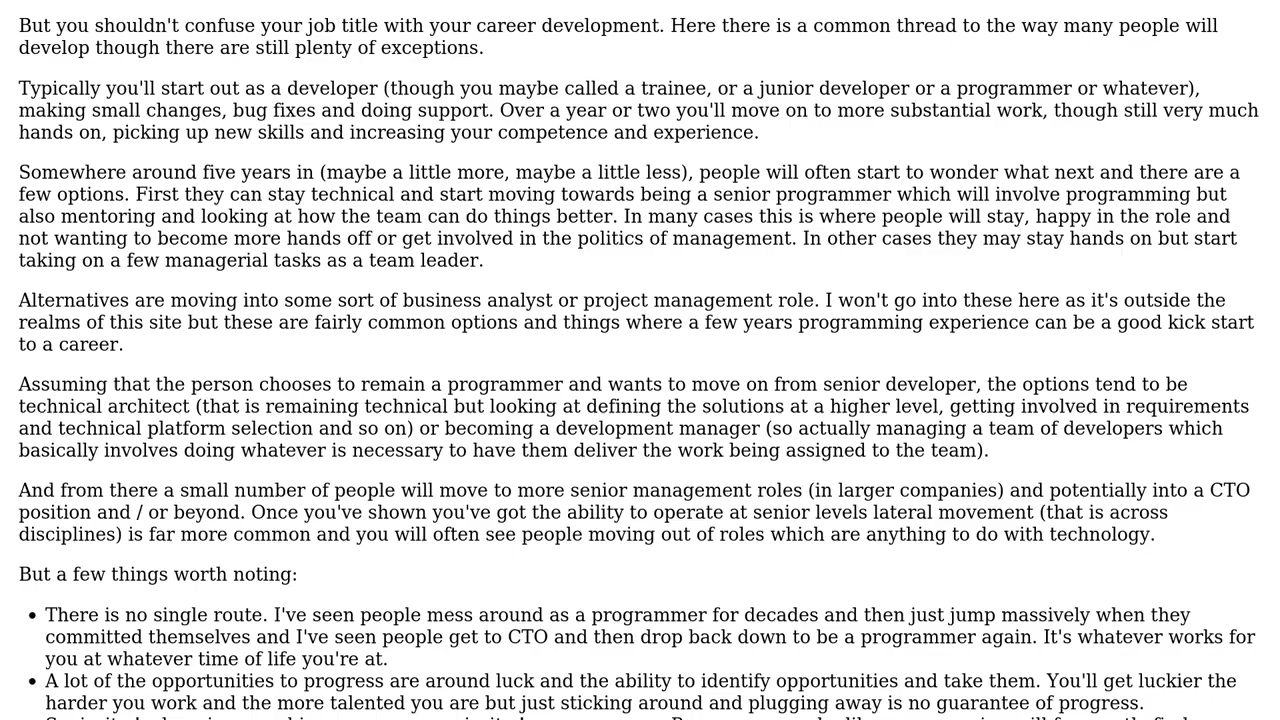 But you shouldn't confuse your job title with your career development. Here there is a common thread to the way many people will
develop though there are still plenty of exceptions.
Typically you'll start out as a developer (though you maybe called a trainee, or a junior developer or a programmer or whatever),
making small changes, bug fixes and doing support. Over a year or two you'll move on to more substantial work, though still very much
hands on, picking up new skills and increasing your competence and experience.
Somewhere around five years in (maybe a little more, maybe a little less), people will often start to wonder what next and there are a
few options. First they can stay technical and start moving towards being a senior programmer which will involve programming but
also mentoring and looking at how the team can do things better. In many cases this is where people will stay, happy in the role and
not wanting to become more hands off or get involved in the politics of management. In other cases they may stay hands on but start
taking on a few managerial tasks as a team leader.
Alternatives are moving into some sort of business analyst or project management role. I won't go into these here as it's outside the
realms of this site but these are fairly common options and things where a few years programming experience can be a good kick start
to a career.
Assuming that the person chooses to remain a programmer and wants to move on from senior developer, the options tend to be
technical architect (that is remaining technical but looking at defining the solutions at a higher level, getting involved in requirements
and technical platform selection and so on) or becoming a development manager (so actually managing a team of developers which
basically involves doing whatever is necessary to have them deliver the work being assigned to the team).
And from there a small number of people will move to more senior management roles (in larger companies) and potentially into a CTO
position and / or beyond. Once you've shown you've got the ability to operate at senior levels lateral movement (that is across
disciplines) is far more common and you will often see people moving out of roles which are anything to do with technology.
But a few things worth noting:
• There is no single route. I've seen people mess around as a programmer for decades and then just jump massively when they
committed themselves and I've seen people get to CTO and then drop back down to be a programmer again. It's whatever works for
you at whatever time of life you're at.
• A lot of the opportunities to progress are around luck and the ability to identify opportunities and take them. You'll get luckier the
harder you work and the more talented you are but just sticking around and plugging away is no guarantee of progress.